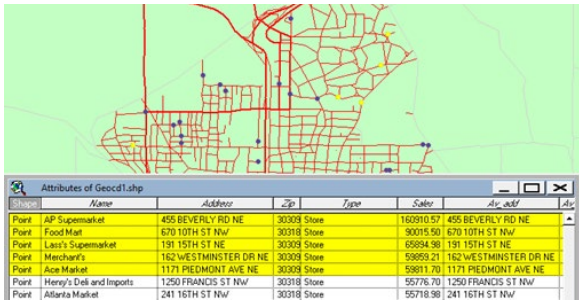 Attributes of Geocd1.shp
Shape Name Address Zip Type Sales Av_add Av_
Point AP Supermarket 455 BEVERLY RD NE 30309 Store 160910.57 455 BEVERLY RD NE
Point Food Mart 670 10TH ST NW 30318 Store 90015.50 670 10TH ST NW
Point Lass's Supermarket 191 15TH ST NE 30309 Store 65894.98 191 15TH ST NE
Point Merchant's 162 WESTMINSTER DR NE 30309 Store 59859.21 162 WESTMINSTER DR NE
Point Ace Market 1171 PIEDMONT AVE NE 30309 Store 59811.70 1171 PIEDMONT AVE NE
Point Henry's Deli and Imports 1250 FRANCIS ST NW 30318 Store 55776.70 1250 FRANCIS ST NW
Point Atlanta Market 241 16TH ST NW 30318 Store 55718.98 241 16TH ST NW